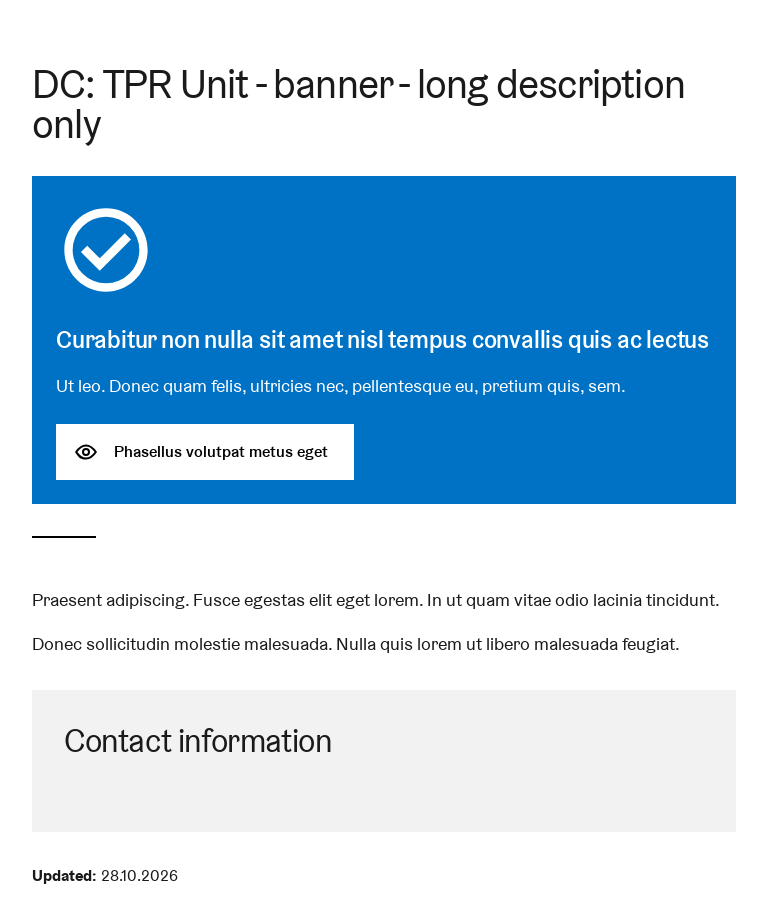 DC: TPR Unit - banner - long description
only
Curabitur non nulla sit amet nisl tempus convallis quis ac lectus
Ut leo. Donec quam felis, ultricies nec, pellentesque eu, pretium quis, sem.
Phasellus volutpat metus eget
Praesent adipiscing. Fusce egestas elit eget lorem. In ut quam vitae odio lacinia tincidunt.
Donec sollicitudin molestie malesuada. Nulla quis lorem ut libero malesuada feugiat.
Contact information
Updated: 28.10.2026